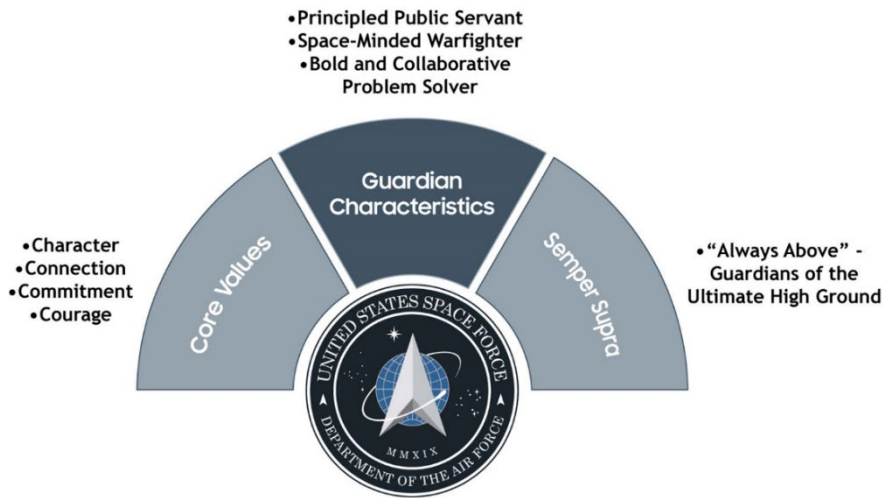 •Principled Public Servant
•Space-Minded Warfighter
•Bold and Collaborative
Problem Solver
Guardian
Characteristics
•Character
•Connection
•Commitment
•Courage
Core Values
Semper Supra
•“Always Above” -
Guardians of the
Ultimate High Ground
UNITED STATES SPACE FORCE
MMXIX
DEPARTMENT OF THE AIR FORCE